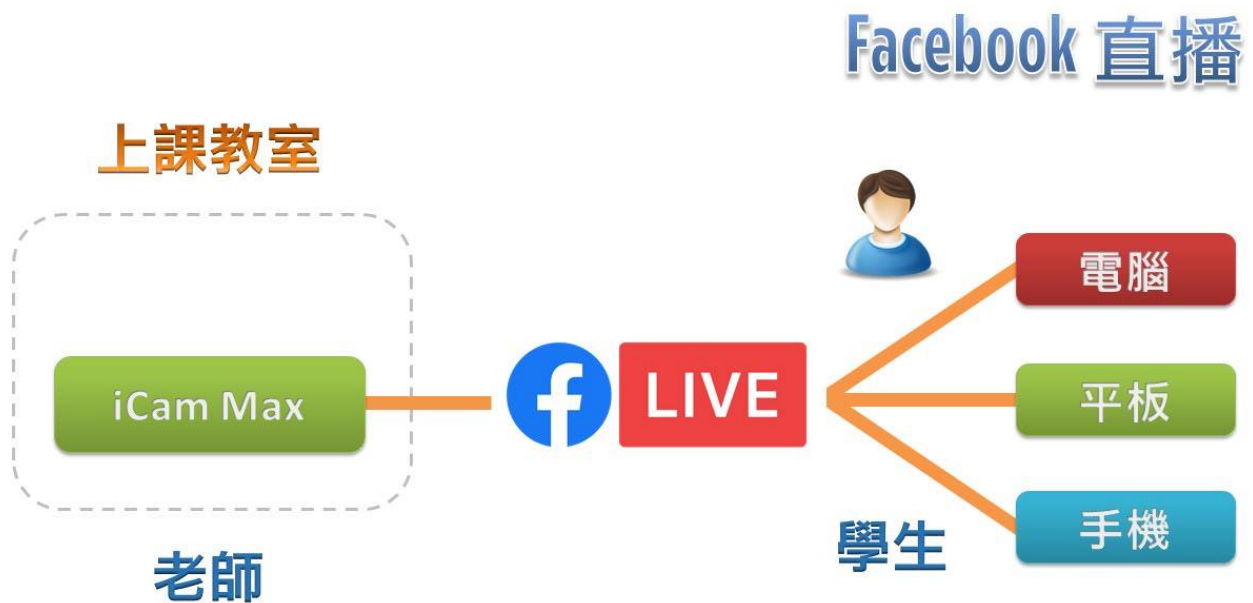 Facebook 直播
上課教室
iCam Max
老師
LIVE
學生
電腦
平板
手機